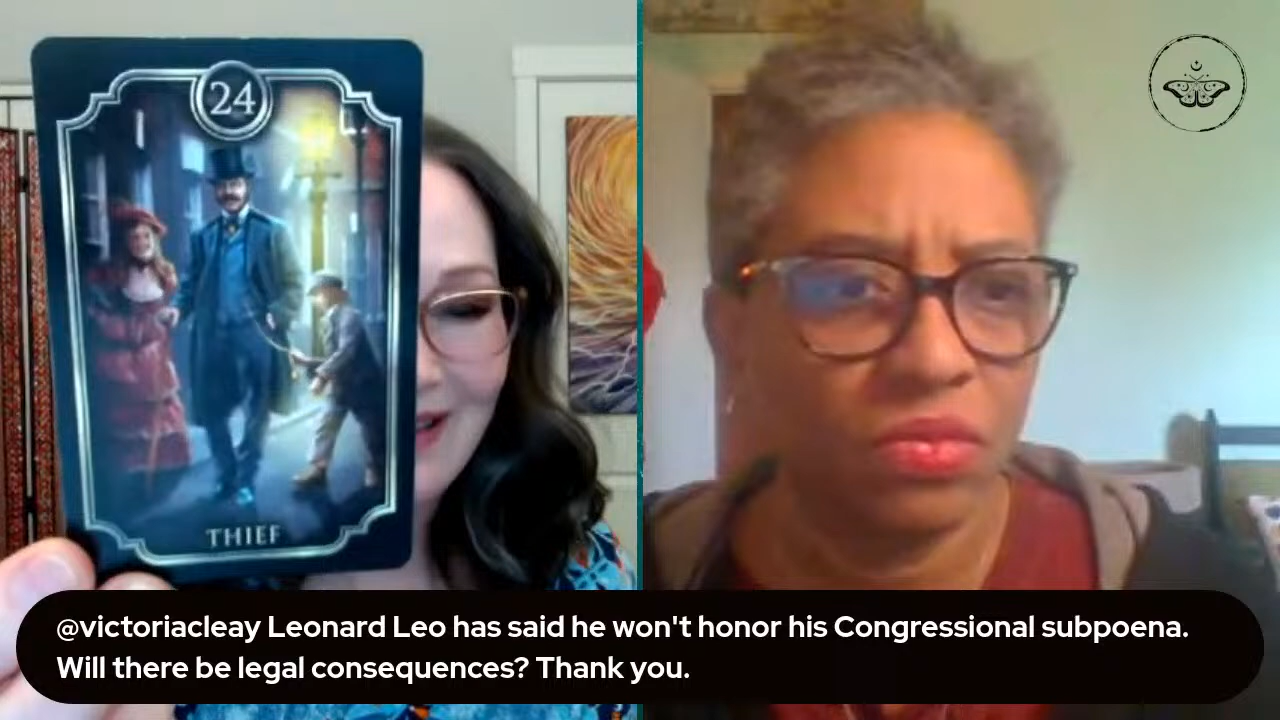 24
THIEF
@victoriacleay Leonard Leo has said he won't honor his Congressional subpoena.
Will there be legal consequences? Thank you.